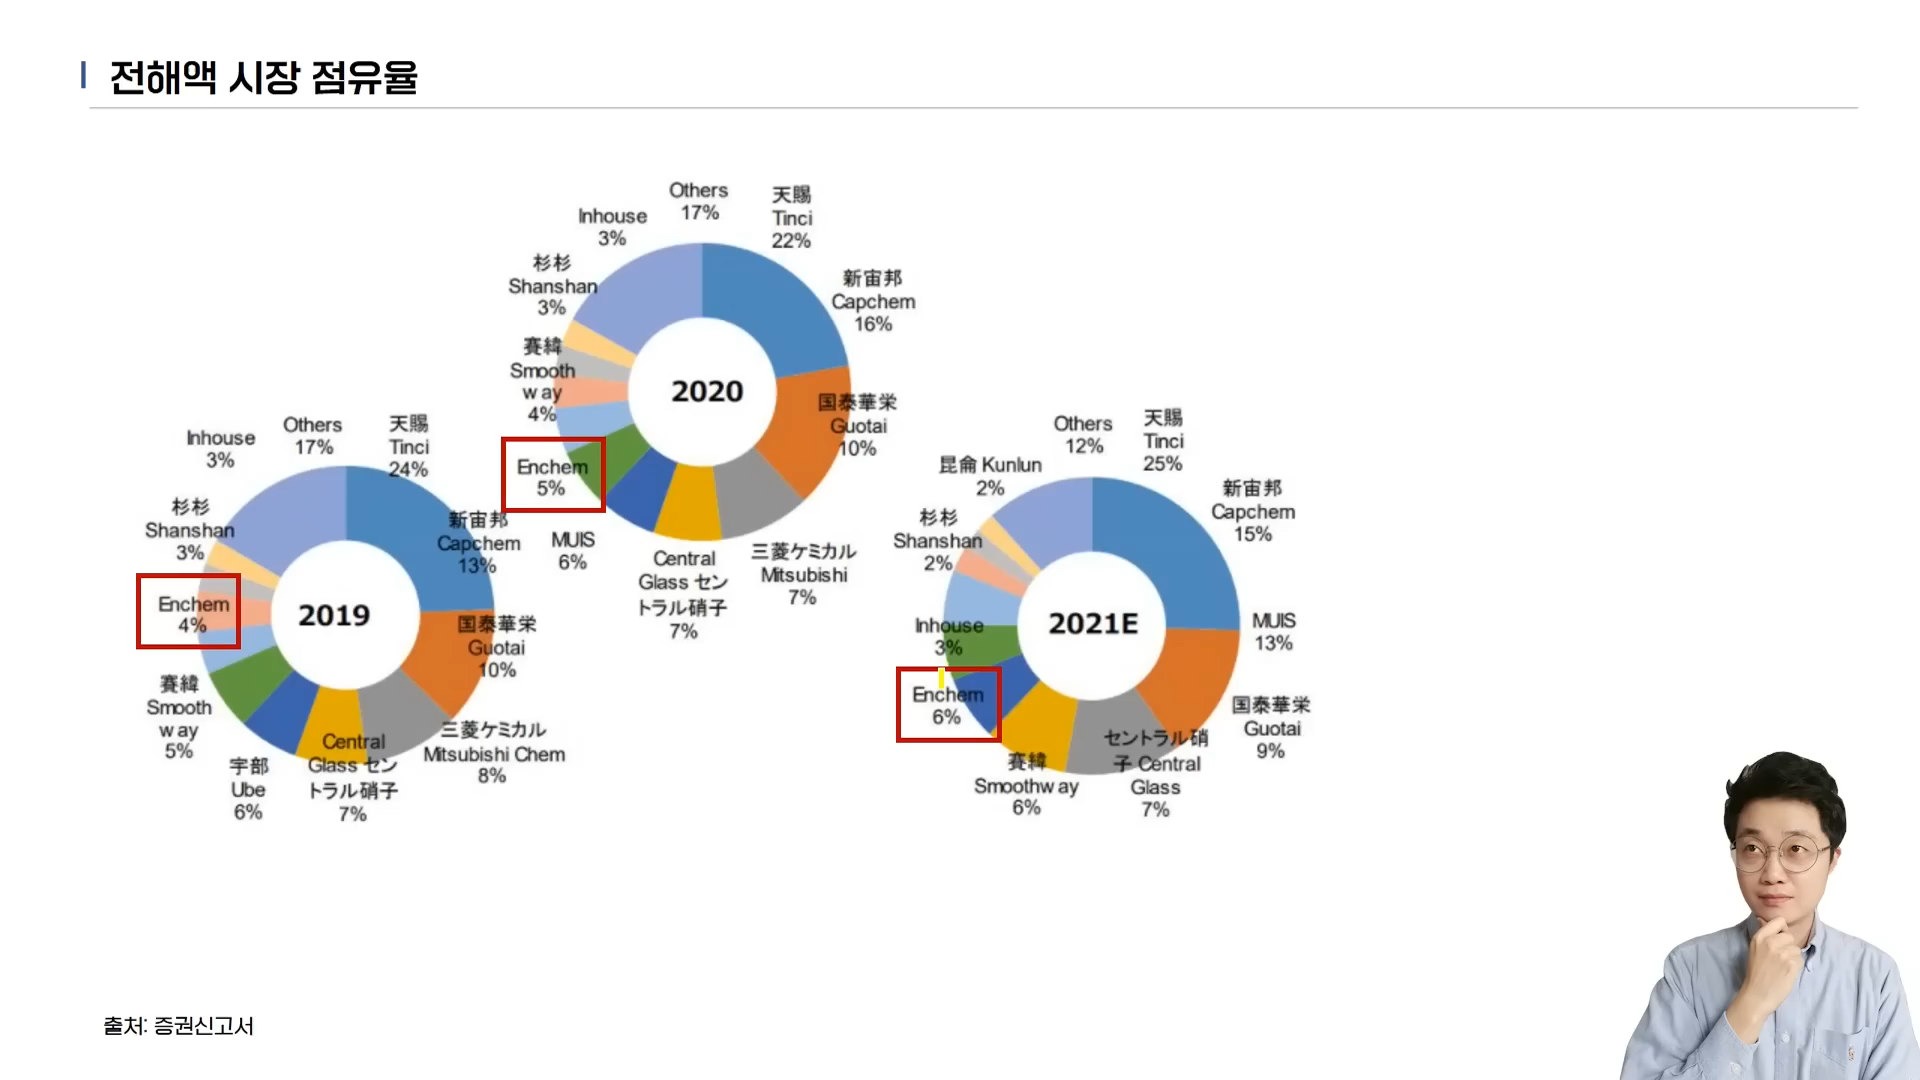 전해액 시장 점유율
Others
17%
天賜
Tinci
24%
新宙邦
Capchem
13%
国泰華栄
Guotai
10%
三菱ケミカル
Mitsubishi Chem
8%
Central
Glass セン
トラル硝子
7%
宇部
Ube
6%
賽緯
Smooth
way
5%
Enchem
4%
杉杉
Shanshan
3%
Inhouse
3%
2019
Others
17%
天賜
Tinci
22%
新宙邦
Capchem
16%
国泰華栄
Guotai
10%
三菱ケミカル
Mitsubishi
7%
Central
Glass セン
トラル硝子
7%
MUIS
6%
Enchem
5%
賽緯
Smooth
way
4%
杉杉
Shanshan
3%
Inhouse
3%
2020
Others
12%
天賜
Tinci
25%
新宙邦
Capchem
15%
MUIS
13%
国泰華栄
Guotai
9%
セントラル硝
子 Central
Glass
7%
賽緯
Smoothway
6%
Enchem
6%
Inhouse
3%
杉杉
Shanshan
2%
昆侖 Kunlun
2%
2021E
출처: 증권신고서